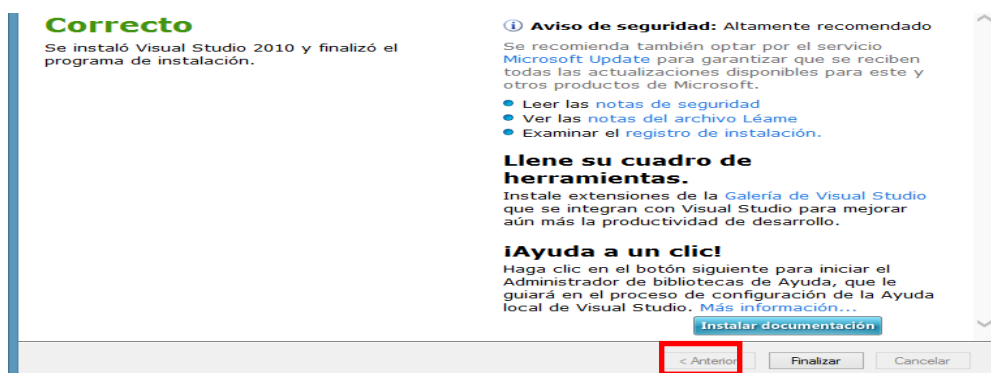 Correcto
Se instaló Visual Studio 2010 y finalizó el
programa de instalación.
Aviso de seguridad: Altamente recomendado
Se recomienda también optar por el servicio
Microsoft Update para garantizar que se reciben
todas las actualizaciones disponibles para este y
otros productos de Microsoft.
Leer las notas de seguridad
Ver las notas del archivo Léame
Examinar el registro de instalación.
Llene su cuadro de
herramientas.
Instale extensiones de la Galería de Visual Studio
que se integran con Visual Studio para mejorar
aún más la productividad de desarrollo.
¡Ayuda a un clic!
Haga clic en el botón siguiente para iniciar el
Administrador de bibliotecas de Ayuda, que le
guiará en el proceso de configuración de la Ayuda
local de Visual Studio. Más información...
Instalar documentación
< Anterior Finalizar Cancelar